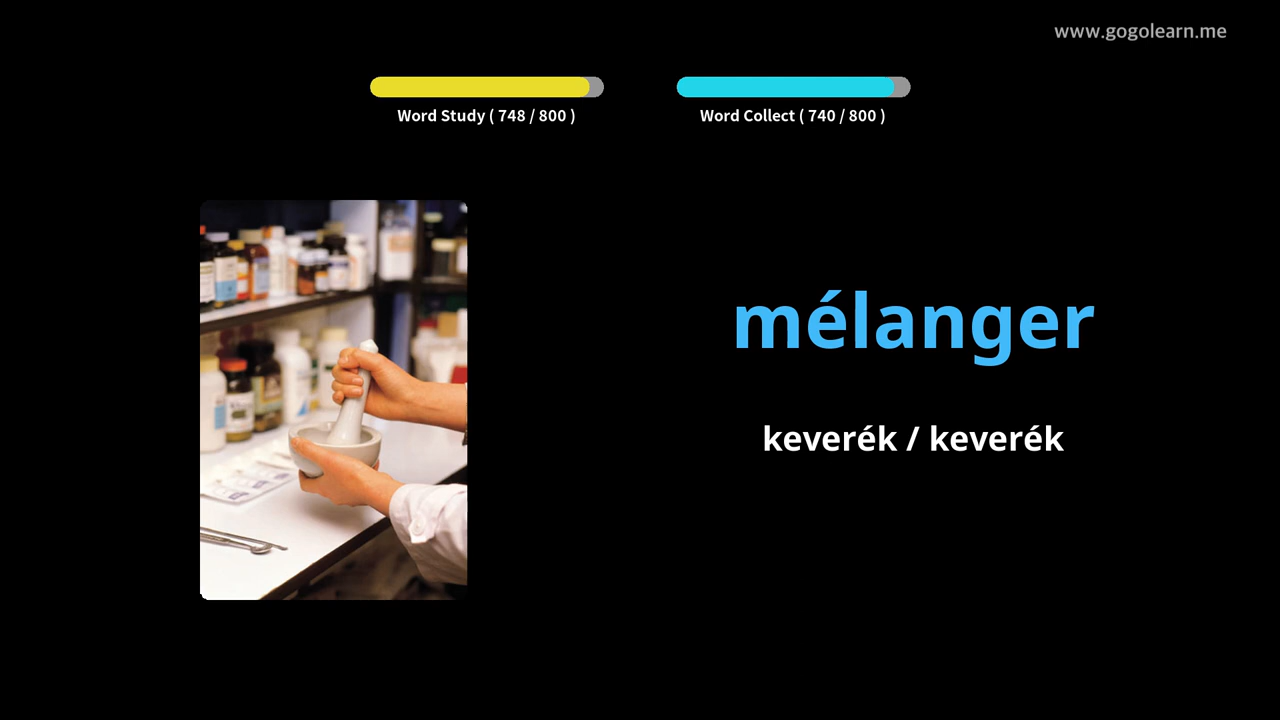 www.gogolearn.me
Word Study ( 748 / 800 )
Word Collect ( 740 / 800 )
mélanger
keverék / keverék